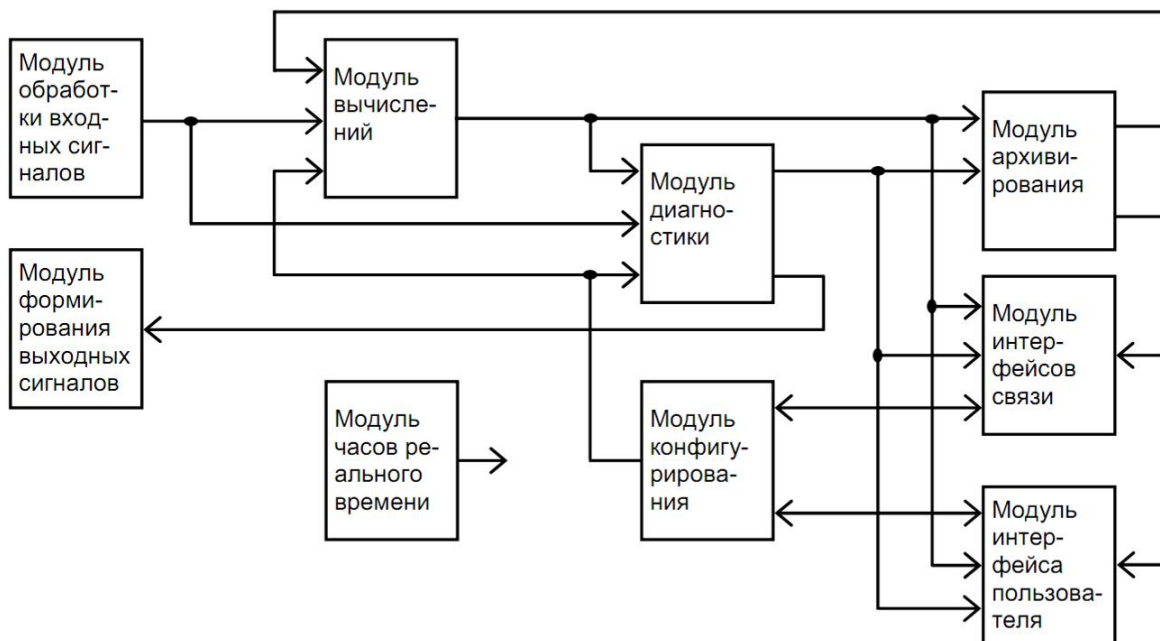 Модуль
обработ-
ки вход-
ных сиг-
налов
Модуль
вычисле-
ний
Модуль
архиви-
рования
Модуль
диагно-
стики
Модуль
форми-
рования
выходных
сигналов
Модуль
интер-
фейсов
связи
Модуль
часов ре-
ального
времени
Модуль
конфигу-
рирова-
ния
Модуль
интер-
фейса
пользова-
теля